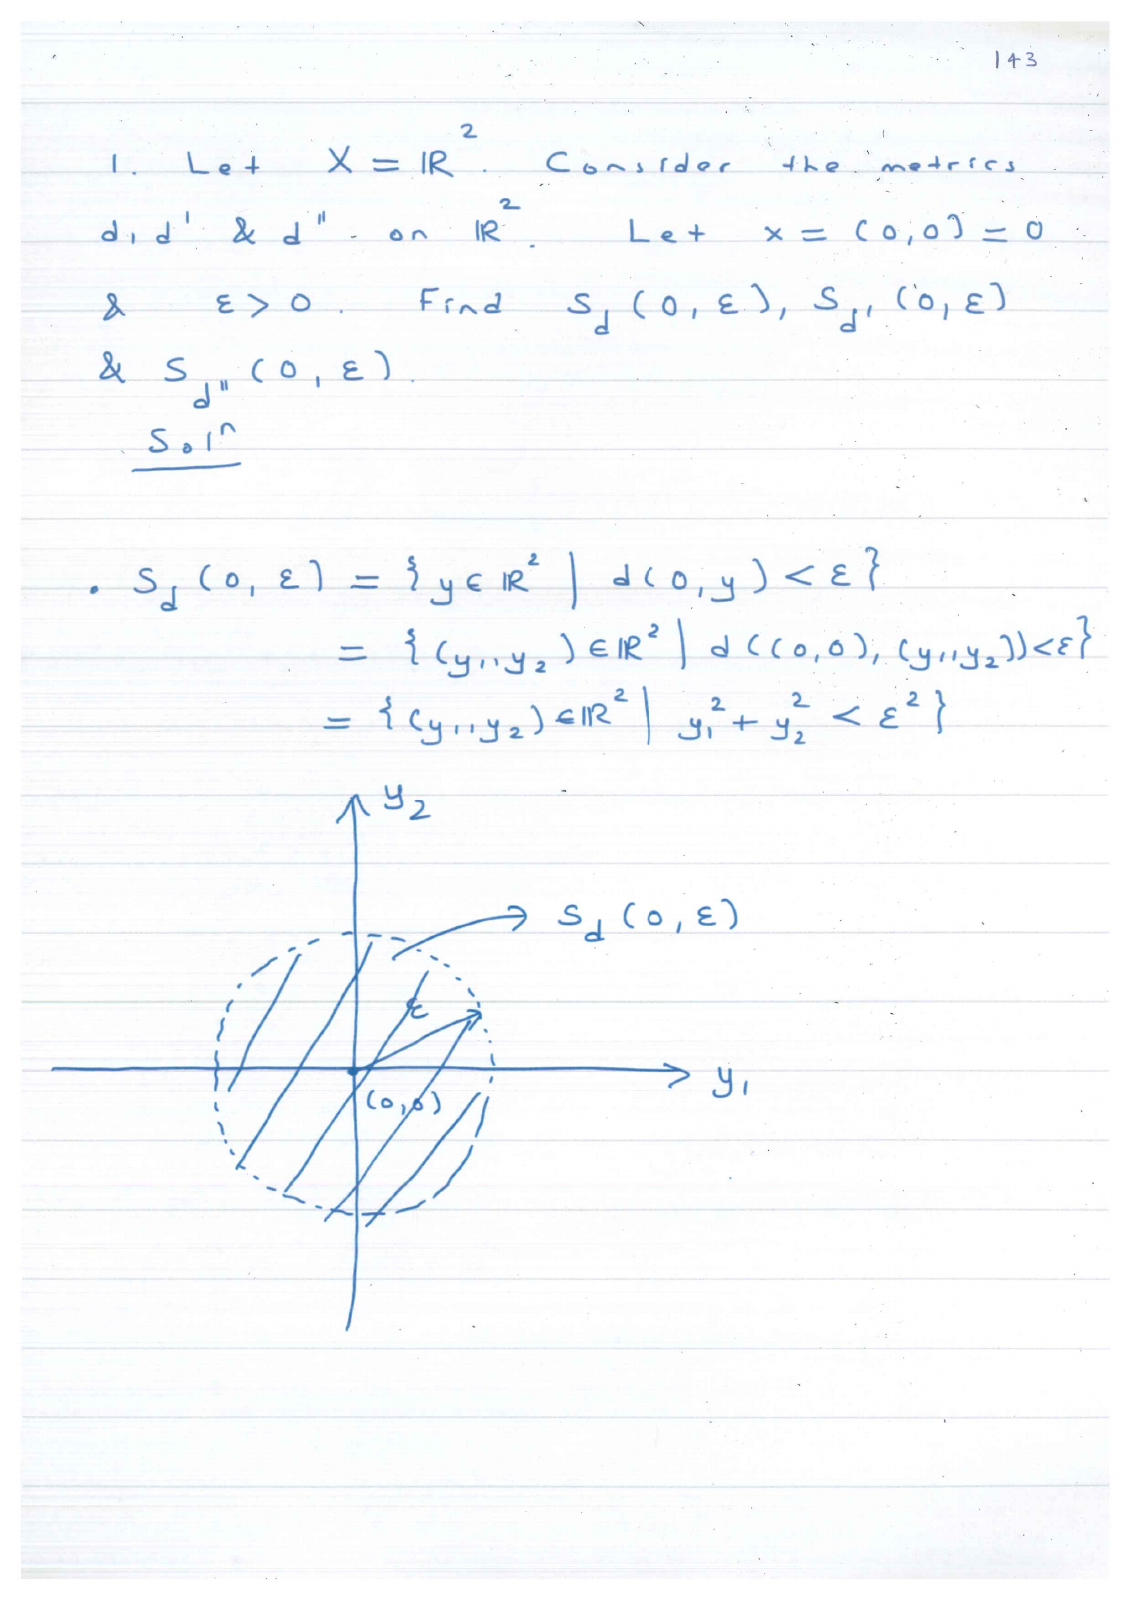 143
1. Let X = ℝ². Consider the metrics
d, d' & d'' on ℝ². Let x = (0,0) = 0
& ε > 0. Find S_d (0, ε), S_d' (0, ε)
& S_d'' (0, ε).
Solⁿ
• S_d (0, ε) = {y ∈ ℝ² | d(0, y) < ε}
= {(y₁, y₂) ∈ ℝ² | d((0,0), (y₁, y₂)) < ε}
= {(y₁, y₂) ∈ ℝ² | y₁² + y₂² < ε²}
y₂
S_d (0, ε)
ε
y₁
(0,0)